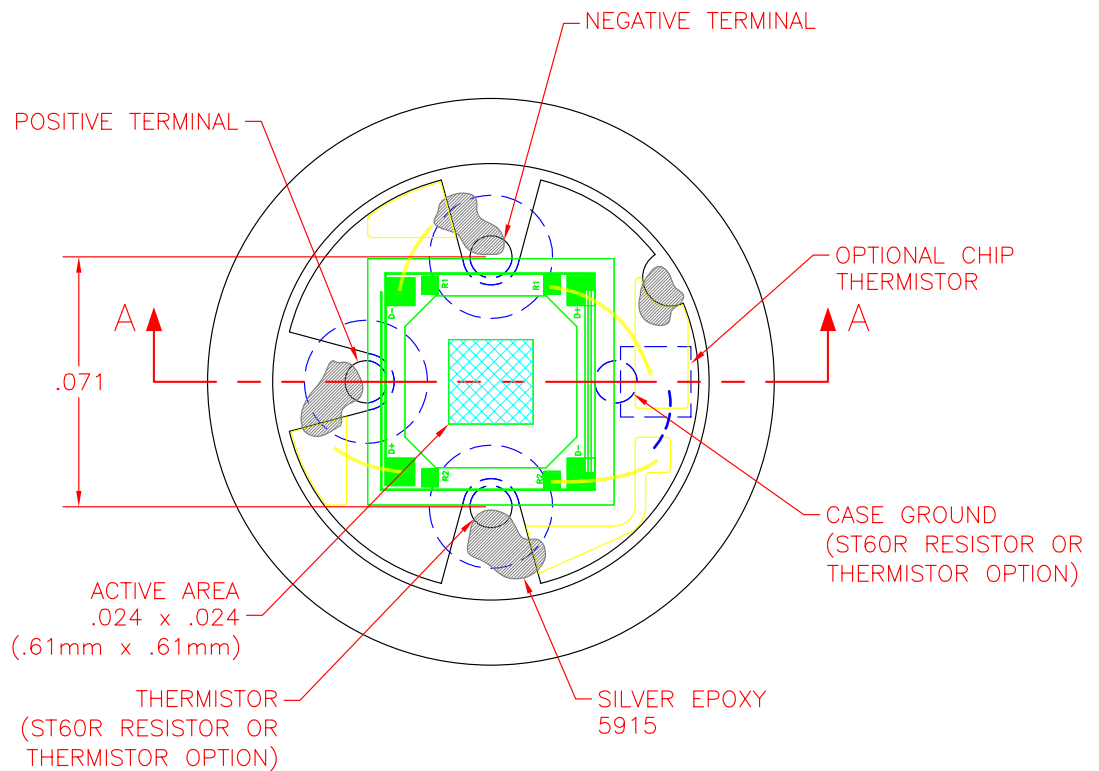 NEGATIVE TERMINAL
POSITIVE TERMINAL
OPTIONAL CHIP
THERMISTOR
A
A
.071
R1
R1
D-
D+
D+
D-
R2
R2
CASE GROUND
(ST60R RESISTOR OR
THERMISTOR OPTION)
ACTIVE AREA
.024 x .024
(.61mm x .61mm)
THERMISTOR
(ST60R RESISTOR OR
THERMISTOR OPTION)
SILVER EPOXY
5915